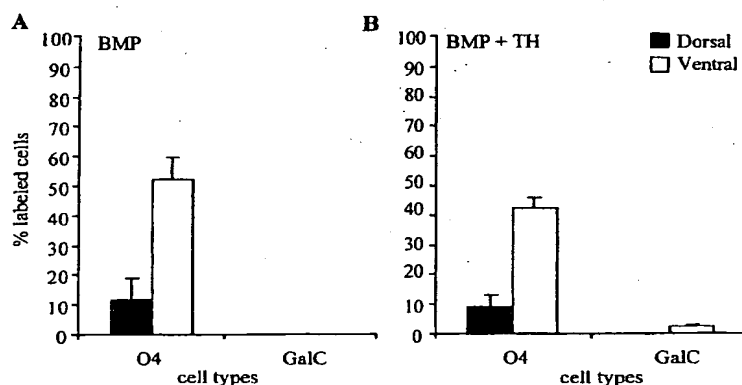 A
BMP
100
90
80
70
60
50
40
30
20
10
0
% labeled cells
O4
GalC
cell types
B
BMP + TH
Dorsal
Ventral
100
90
80
70
60
50
40
30
20
10
0
O4
GalC
cell types